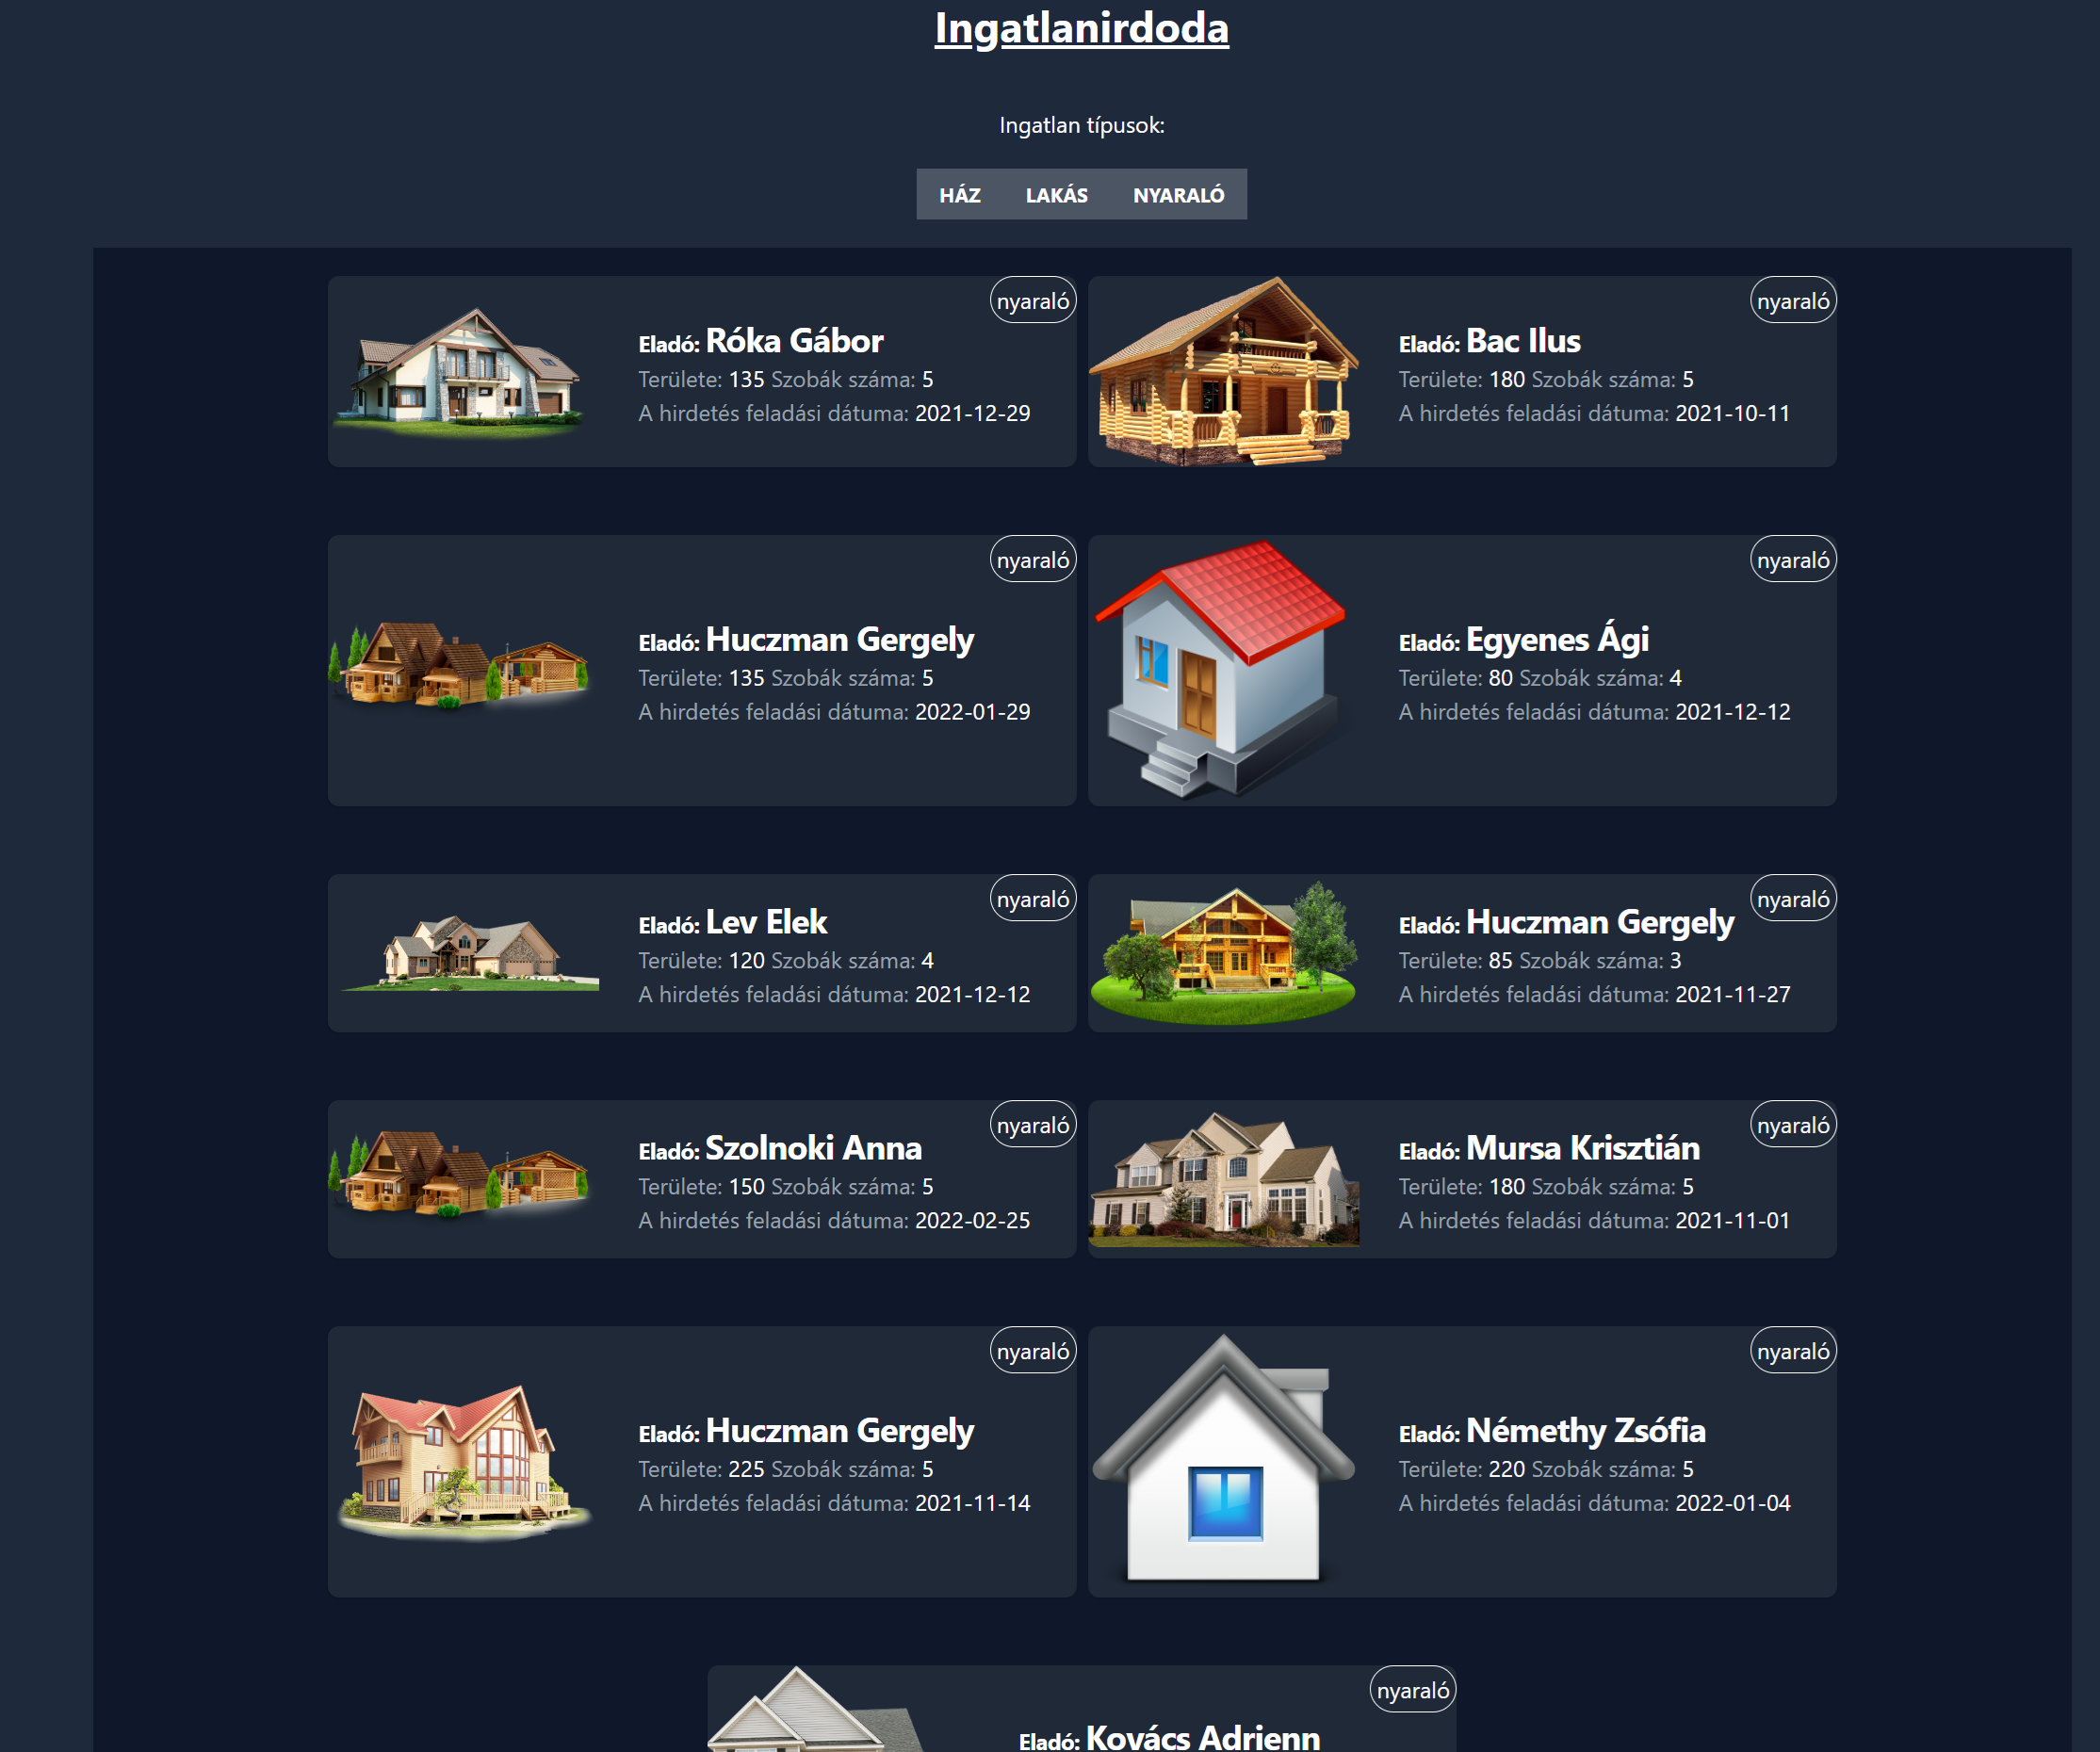 Ingatlanirdoda
Ingatlan típusok:
HÁZ LAKÁS NYARALÓ
nyaraló
Eladó: Róka Gábor
Területe: 135 Szobák száma: 5
A hirdetés feladási dátuma: 2021-12-29
nyaraló
Eladó: Bac Ilus
Területe: 180 Szobák száma: 5
A hirdetés feladási dátuma: 2021-10-11
nyaraló
Eladó: Huczman Gergely
Területe: 135 Szobák száma: 5
A hirdetés feladási dátuma: 2022-01-29
nyaraló
Eladó: Egyenes Ági
Területe: 80 Szobák száma: 4
A hirdetés feladási dátuma: 2021-12-12
nyaraló
Eladó: Lev Elek
Területe: 120 Szobák száma: 4
A hirdetés feladási dátuma: 2021-12-12
nyaraló
Eladó: Huczman Gergely
Területe: 85 Szobák száma: 3
A hirdetés feladási dátuma: 2021-11-27
nyaraló
Eladó: Szolnoki Anna
Területe: 150 Szobák száma: 5
A hirdetés feladási dátuma: 2022-02-25
nyaraló
Eladó: Mursa Krisztián
Területe: 180 Szobák száma: 5
A hirdetés feladási dátuma: 2021-11-01
nyaraló
Eladó: Huczman Gergely
Területe: 225 Szobák száma: 5
A hirdetés feladási dátuma: 2021-11-14
nyaraló
Eladó: Némethy Zsófia
Területe: 220 Szobák száma: 5
A hirdetés feladási dátuma: 2022-01-04
nyaraló
Eladó: Kovács Adrienn